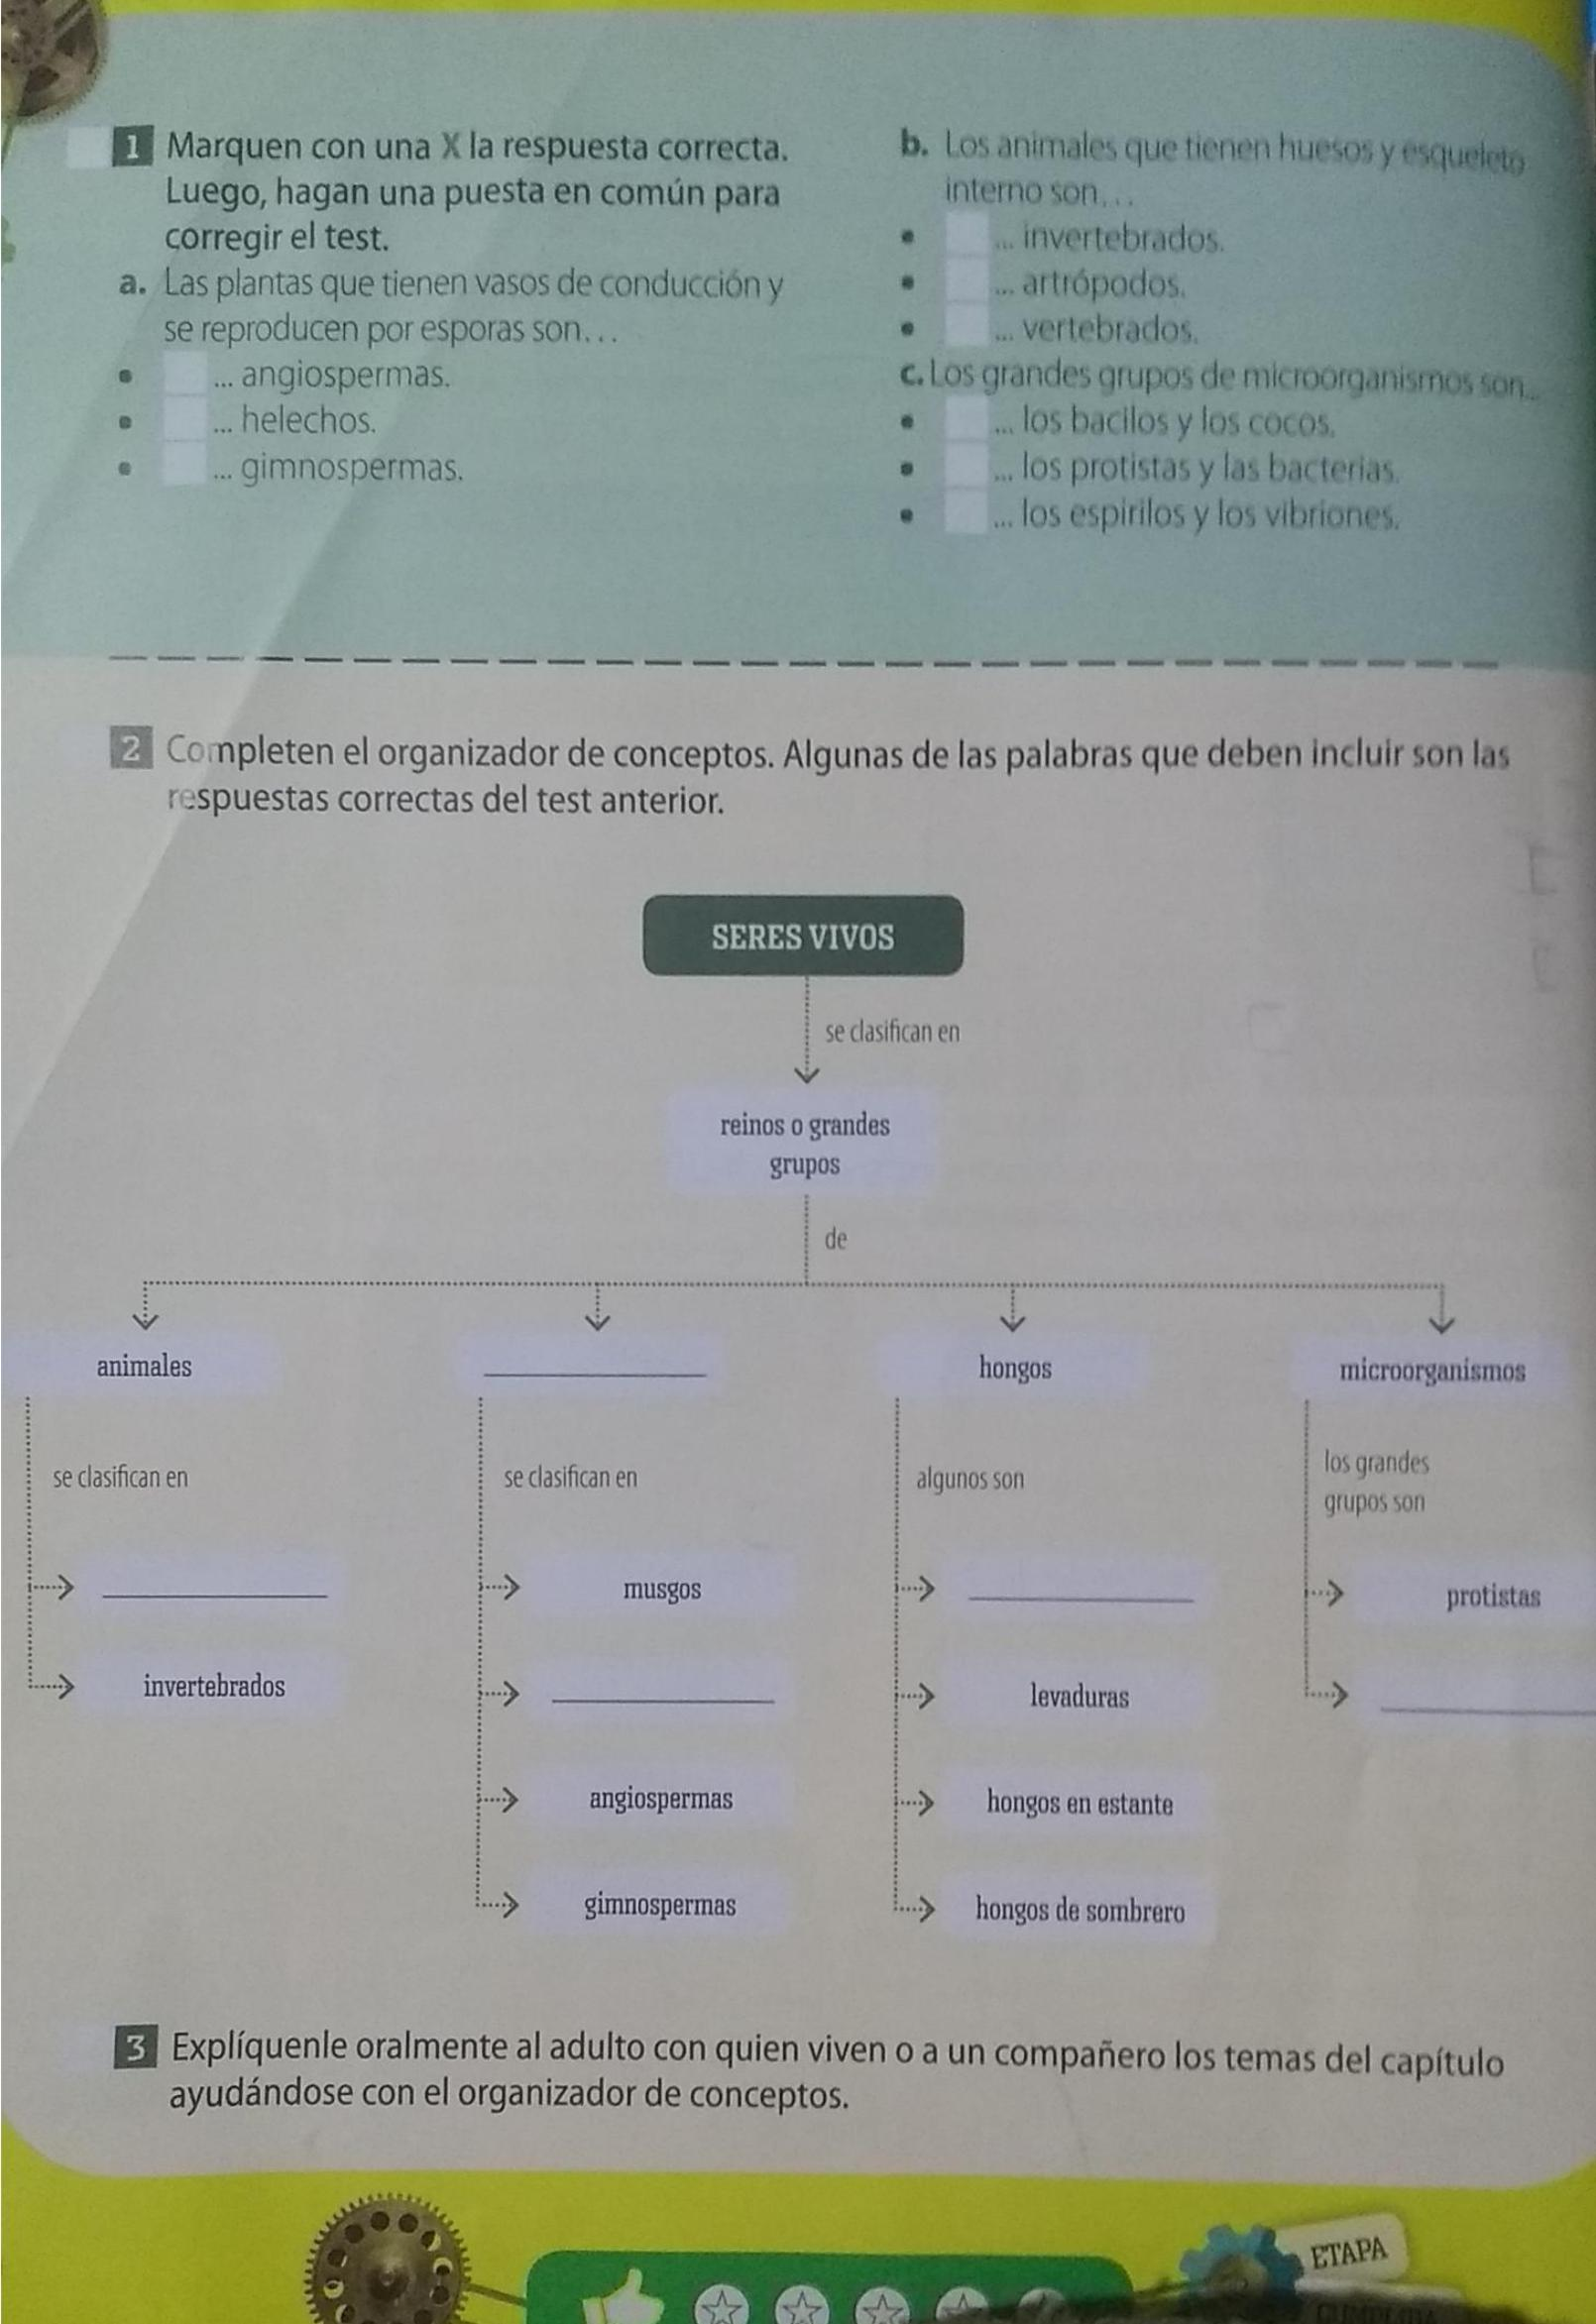 1 Marquen con una X la respuesta correcta.
Luego, hagan una puesta en común para
corregir el test.
a. Las plantas que tienen vasos de conducción y
se reproducen por esporas son...
... angiospermas.
... helechos.
... gimnospermas.
b. Los animales que tienen huesos y esqueleto
interno son...
... invertebrados.
... artrópodos.
... vertebrados.
c. Los grandes grupos de microorganismos son...
... los bacilos y los cocos.
... los protistas y las bacterias.
... los espirilos y los vibriones.
2 Completen el organizador de conceptos. Algunas de las palabras que deben incluir son las
respuestas correctas del test anterior.
SERES VIVOS
se clasifican en
reinos o grandes
grupos
de
animales
se clasifican en
invertebrados
se clasifican en
musgos
angiospermas
gimnospermas
hongos
algunos son
levaduras
hongos en estante
hongos de sombrero
microorganismos
los grandes
grupos son
protistas
3 Explíquenle oralmente al adulto con quien viven o a un compañero los temas del capítulo
ayudándose con el organizador de conceptos.
ETAPA